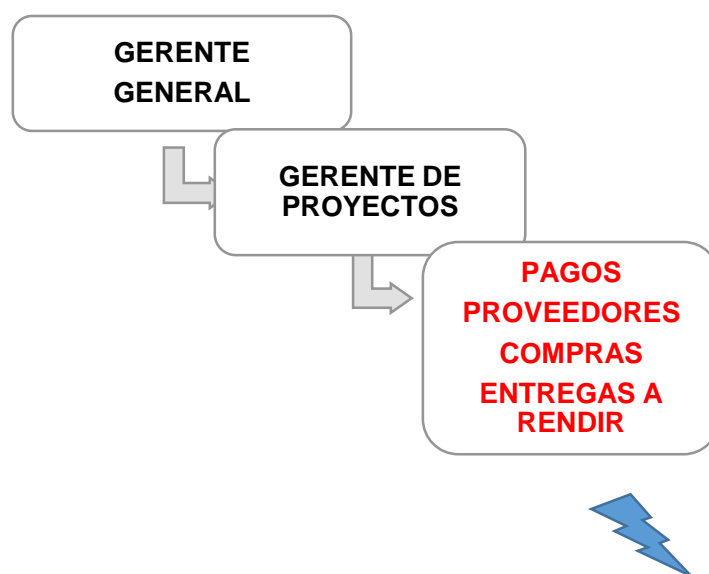 GERENTE
GENERAL
GERENTE DE
PROYECTOS
PAGOS
PROVEEDORES
COMPRAS
ENTREGAS A
RENDIR